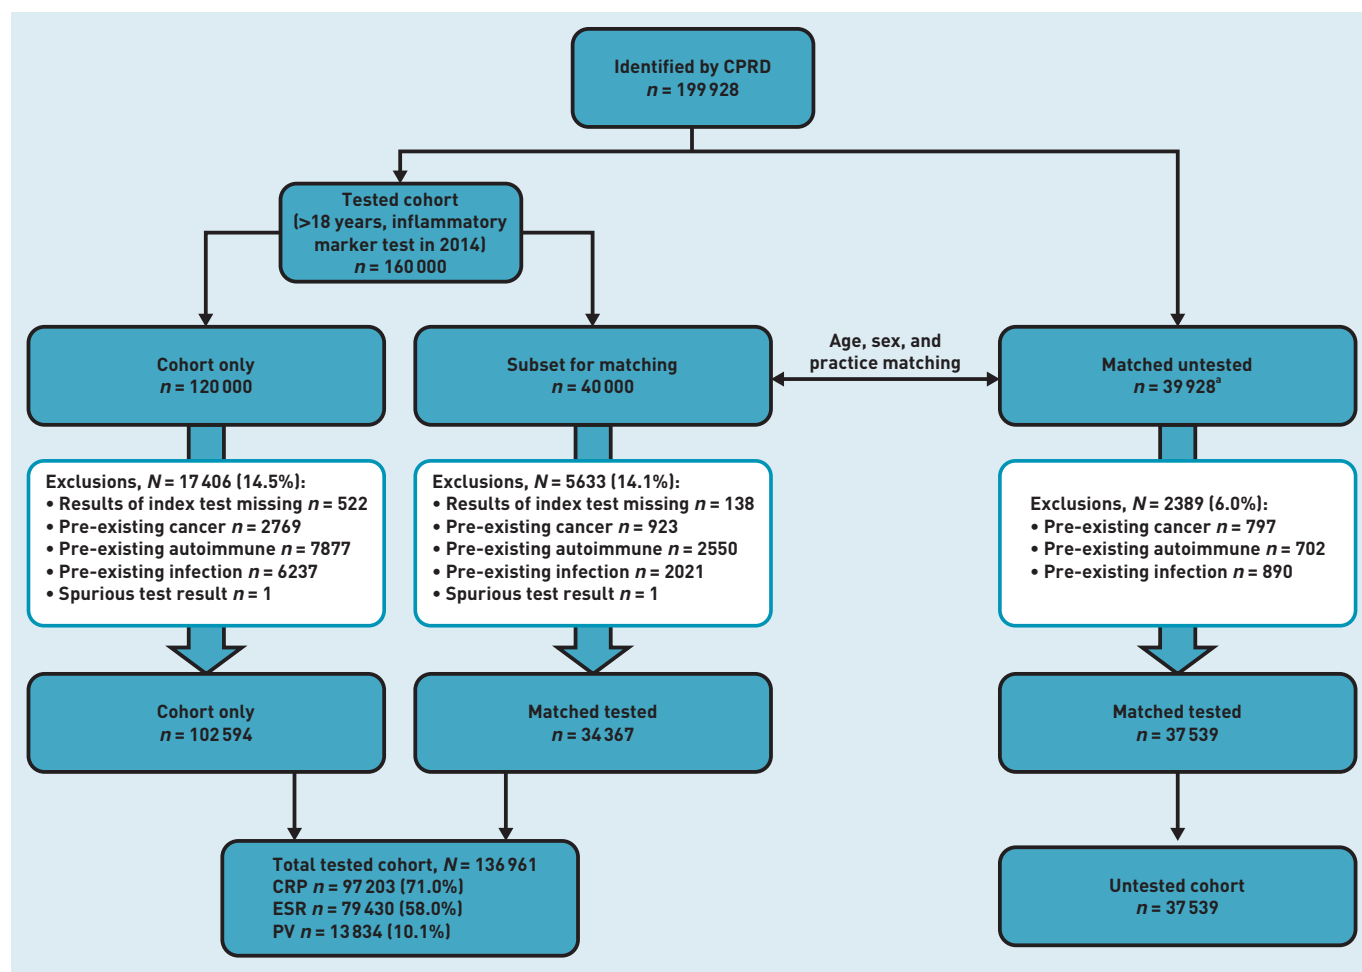 Identified by CPRD
n = 199 928
Tested cohort
(>18 years, inflammatory
marker test in 2014)
n = 160 000
Cohort only
n = 120 000
Subset for matching
n = 40 000
Age, sex, and
practice matching
Matched untested
n = 39 928a
Exclusions, N = 17 406 (14.5%):
• Results of index test missing n = 522
• Pre-existing cancer n = 2769
• Pre-existing autoimmune n = 7877
• Pre-existing infection n = 6237
• Spurious test result n = 1
Exclusions, N = 5633 (14.1%):
• Results of index test missing n = 138
• Pre-existing cancer n = 923
• Pre-existing autoimmune n = 2550
• Pre-existing infection n = 2021
• Spurious test result n = 1
Exclusions, N = 2389 (6.0%):
• Pre-existing cancer n = 797
• Pre-existing autoimmune n = 702
• Pre-existing infection n = 890
Cohort only
n = 102 594
Matched tested
n = 34 367
Matched tested
n = 37 539
Total tested cohort, N = 136 961
CRP n = 97 203 (71.0%)
ESR n = 79 430 (58.0%)
PV n = 13 834 (10.1%)
Untested cohort
n = 37 539